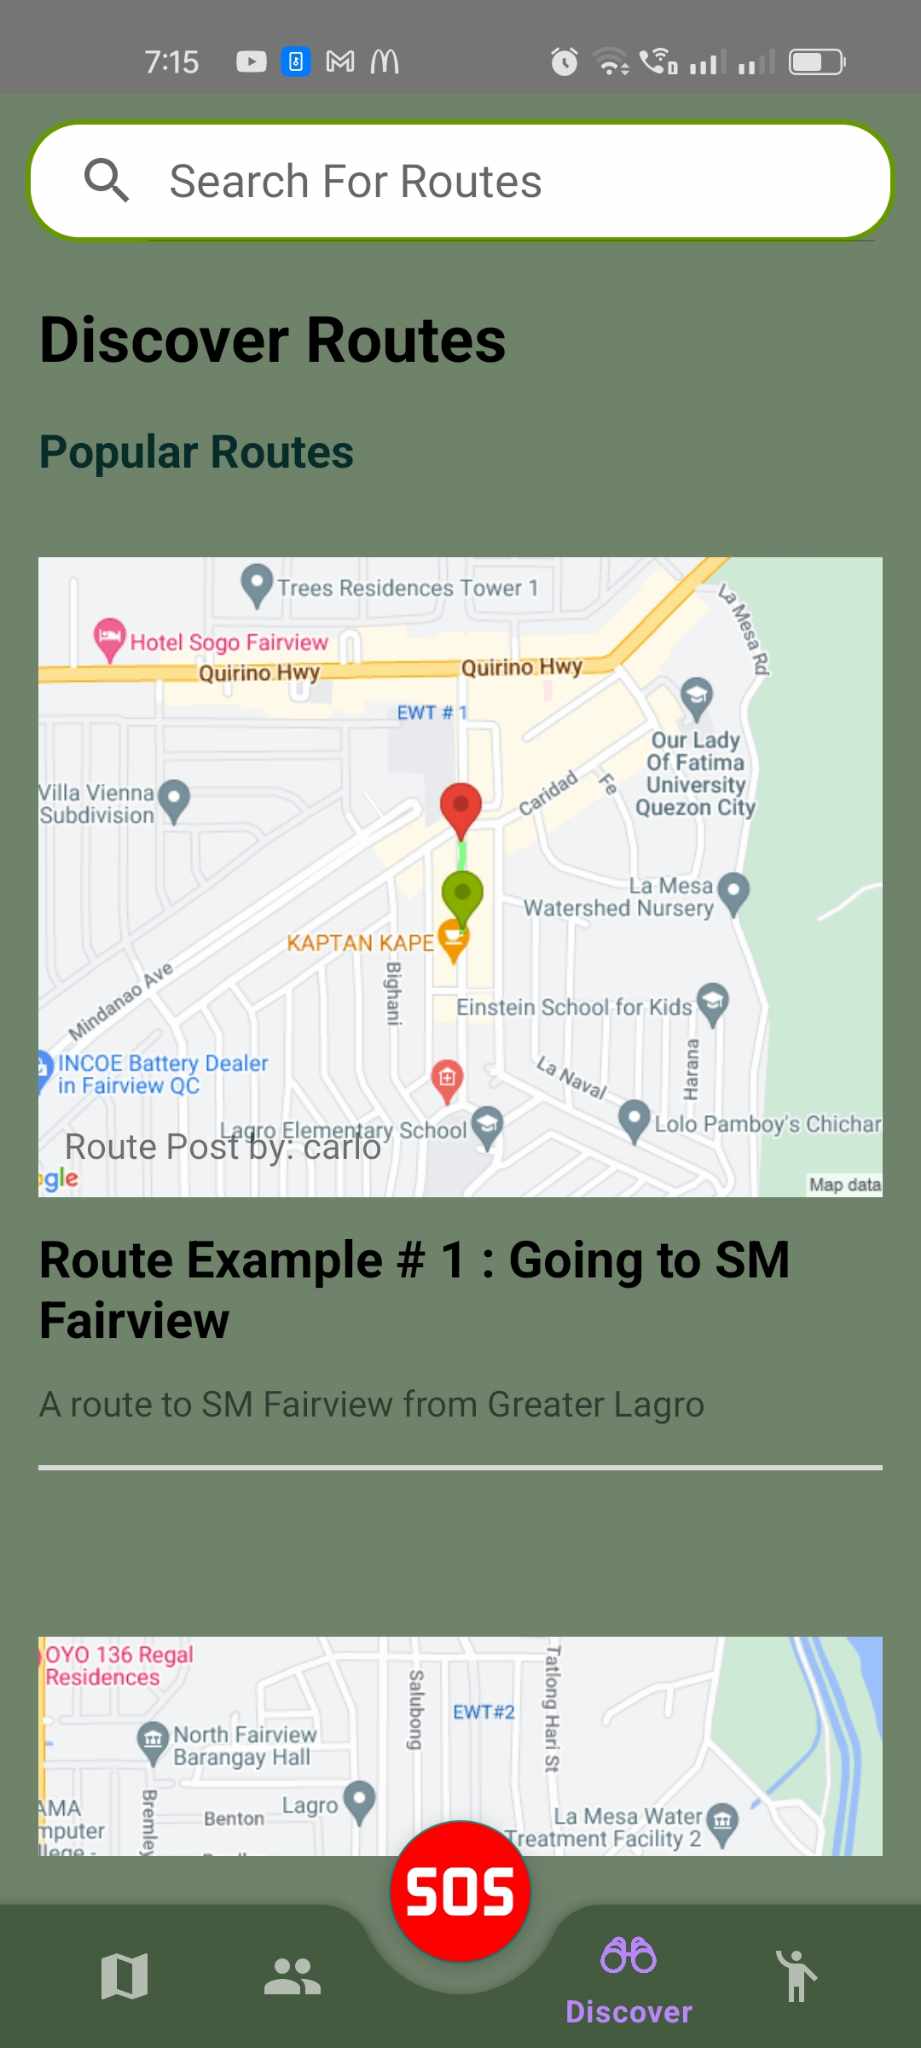 7:15
Search For Routes
Discover Routes
Popular Routes
Trees Residences Tower 1
Hotel Sogo Fairview
Quirino Hwy
Quirino Hwy
La Mesa Rd
EWT # 1
Our Lady
Of Fatima
University
Quezon City
Villa Vienna
Subdivision
Caridad
Fe
La Mesa
Watershed Nursery
KAPTAN KAPE
Bighani
Mindanao Ave
Einstein School for Kids
Harana
La Naval
INCOE Battery Dealer
in Fairview QC
Lagro Elementary School
Lolo Pamboy's Chichar
Route Post by: carlo
gle
Map data
Route Example # 1 : Going to SM
Fairview
A route to SM Fairview from Greater Lagro
OYO 136 Regal
Residences
Salubong
Tatlong Hari St
EWT#2
North Fairview
Barangay Hall
Lagro
Benton
Bremley
AMA
mputer
llege -
La Mesa Water
Treatment Facility 2
SOS
Discover